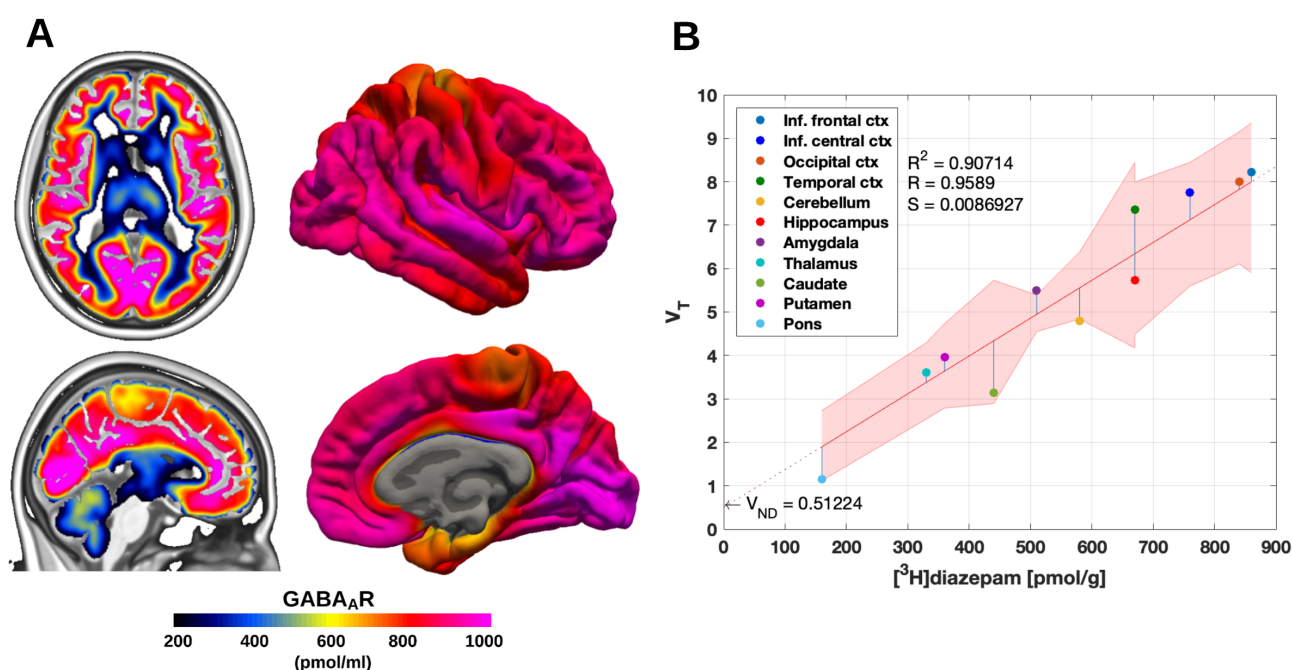 A
GABA_AR
200 400 600 800 1000
(pmol/ml)
B
10
9
8
7
6
5
4
3
2
1
0
V_T
Inf. frontal ctx
Inf. central ctx
Occipital ctx
Temporal ctx
Cerebellum
Hippocampus
Amygdala
Thalamus
Caudate
Putamen
Pons
R² = 0.90714
R = 0.9589
S = 0.0086927
← V_ND = 0.51224
0 100 200 300 400 500 600 700 800 900
[³H]diazepam [pmol/g]